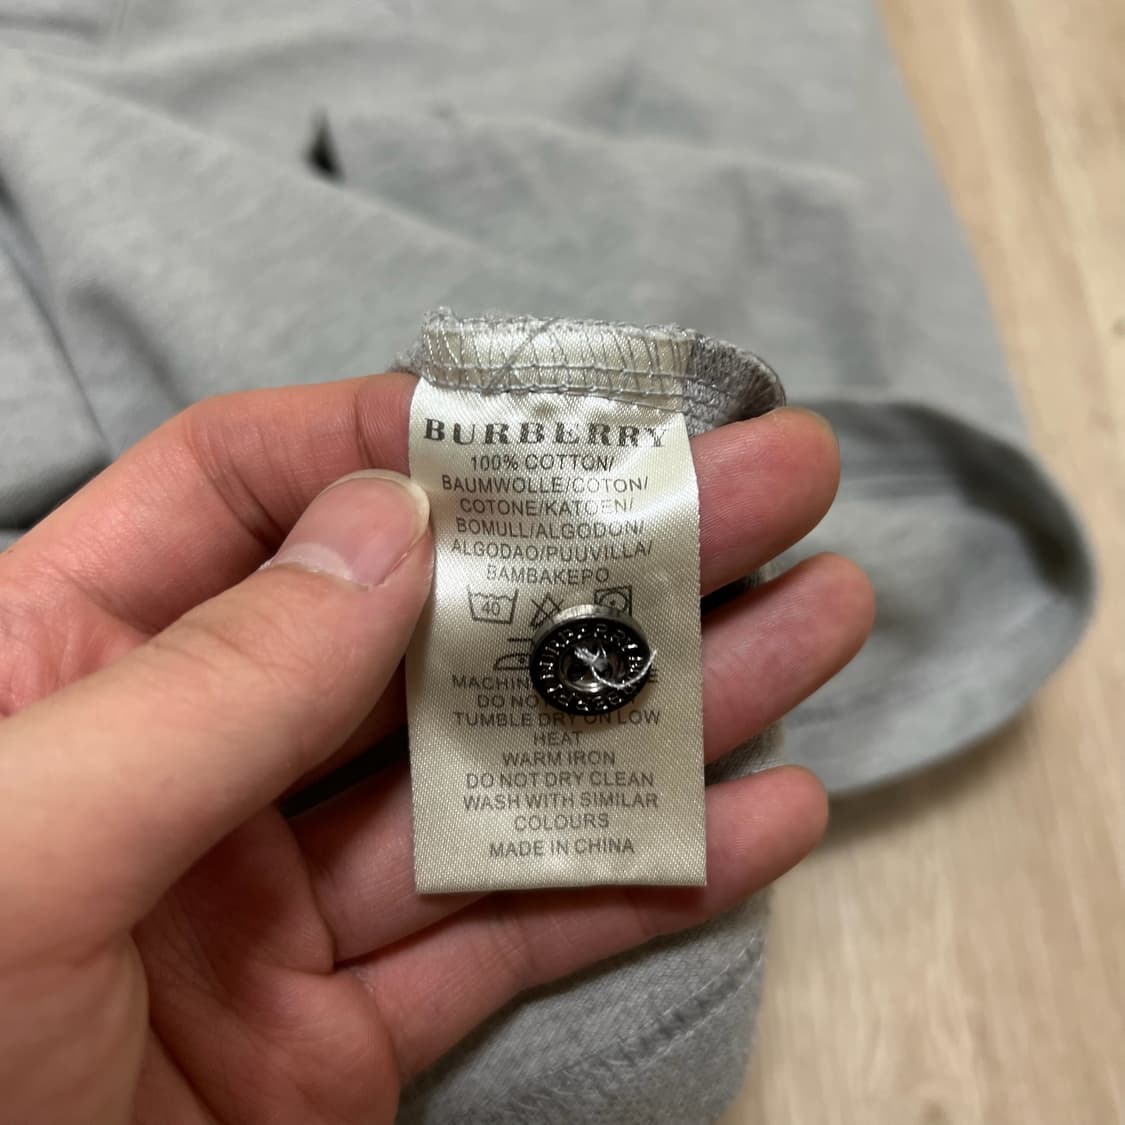 BURBERRY
100% COTTON/
BAUMWOLLE/COTON/
COTONE/KATOEN/
BOMULL/ALGODON/
ALGODAO/PUUVILLA/
BAMBAKEPO
40
BURBERRY
MACHIN
DO NO
TUMBLE DRY ON LOW
HEAT
WARM IRON
DO NOT DRY CLEAN
WASH WITH SIMILAR
COLOURS
MADE IN CHINA